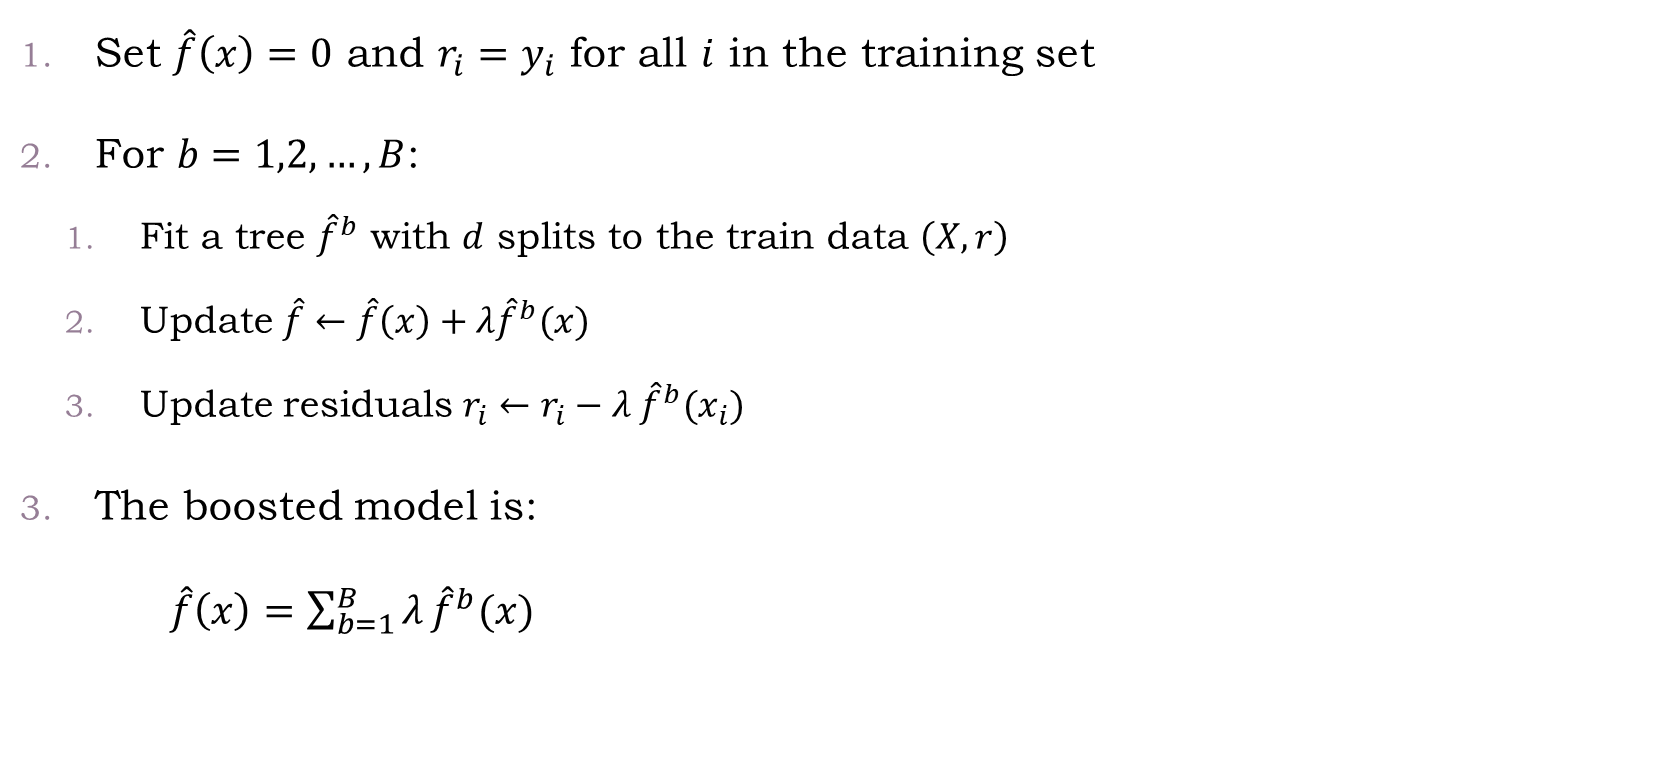 1. Set f̂(x) = 0 and rᵢ = yᵢ for all i in the training set
2. For b = 1,2, … , B:
1. Fit a tree f̂ᵇ with d splits to the train data (X, r)
2. Update f̂ ← f̂(x) + λf̂ᵇ(x)
3. Update residuals rᵢ ← rᵢ − λ f̂ᵇ(xᵢ)
3. The boosted model is:
f̂(x) = ∑_{b=1}^{B} λ f̂ᵇ(x)